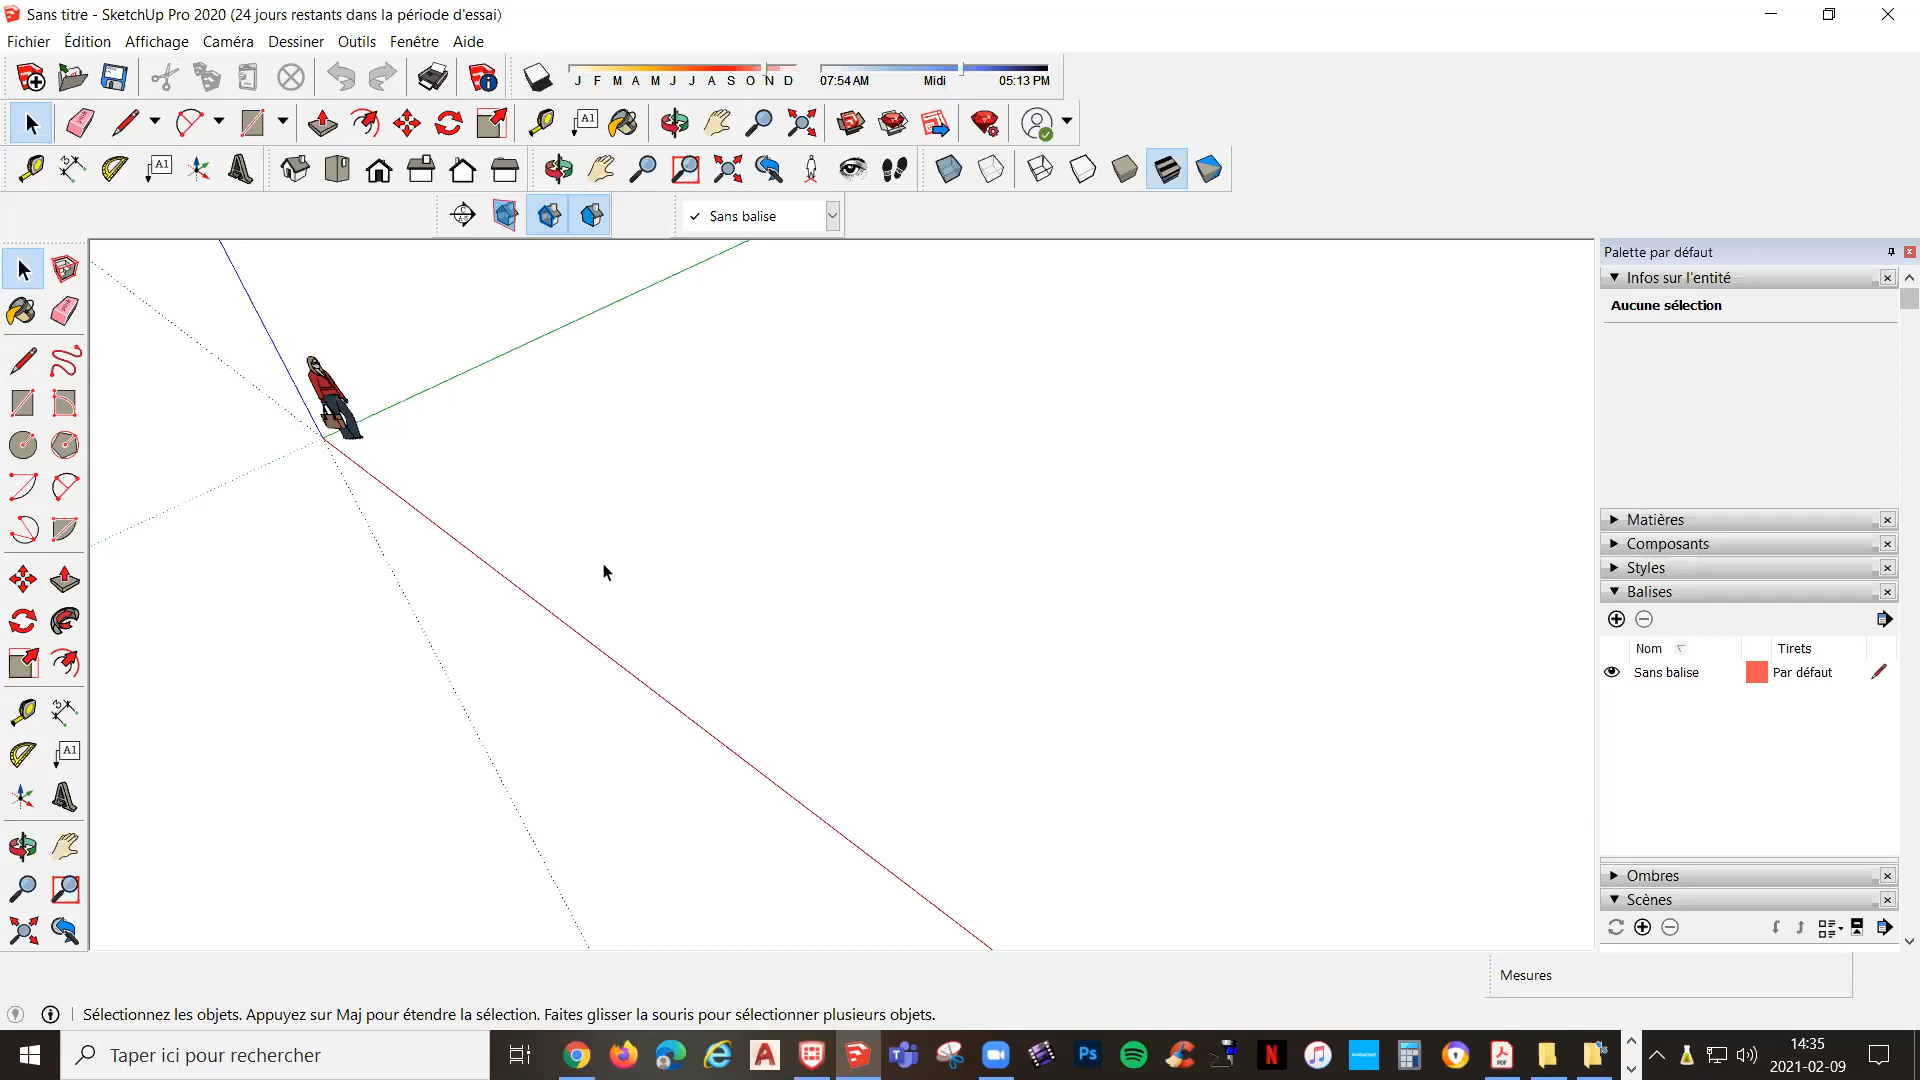 Sans titre - SketchUp Pro 2020 (24 jours restants dans la période d'essai)
Fichier Édition Affichage Caméra Dessiner Outils Fenêtre Aide
J F M A M J J A S O N D
07:54 AM Midi 05:13 PM
A1
A1
Sans balise
Palette par défaut
Infos sur l'entité
Aucune sélection
Matières
Composants
Styles
Balises
Nom Tirets
Sans balise Par défaut
A1
Ombres
Scènes
Mesures
Sélectionnez les objets. Appuyez sur Maj pour étendre la sélection. Faites glisser la souris pour sélectionner plusieurs objets.
Taper ici pour rechercher
Ps
14:35
2021-02-09